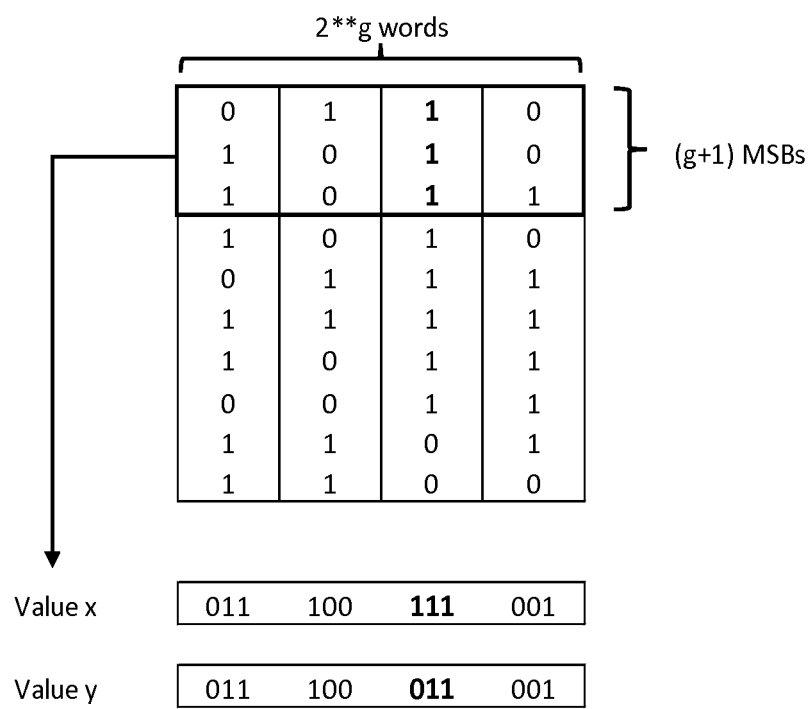 2**g words
0 1 1 0
1 0 1 0
(g+1) MSBs
1 0 1 1
1 0 1 0
0 1 1 1
1 1 1 1
1 0 1 1
0 0 1 1
1 1 0 1
1 1 0 0
Value x 011 100 111 001
Value y 011 100 011 001